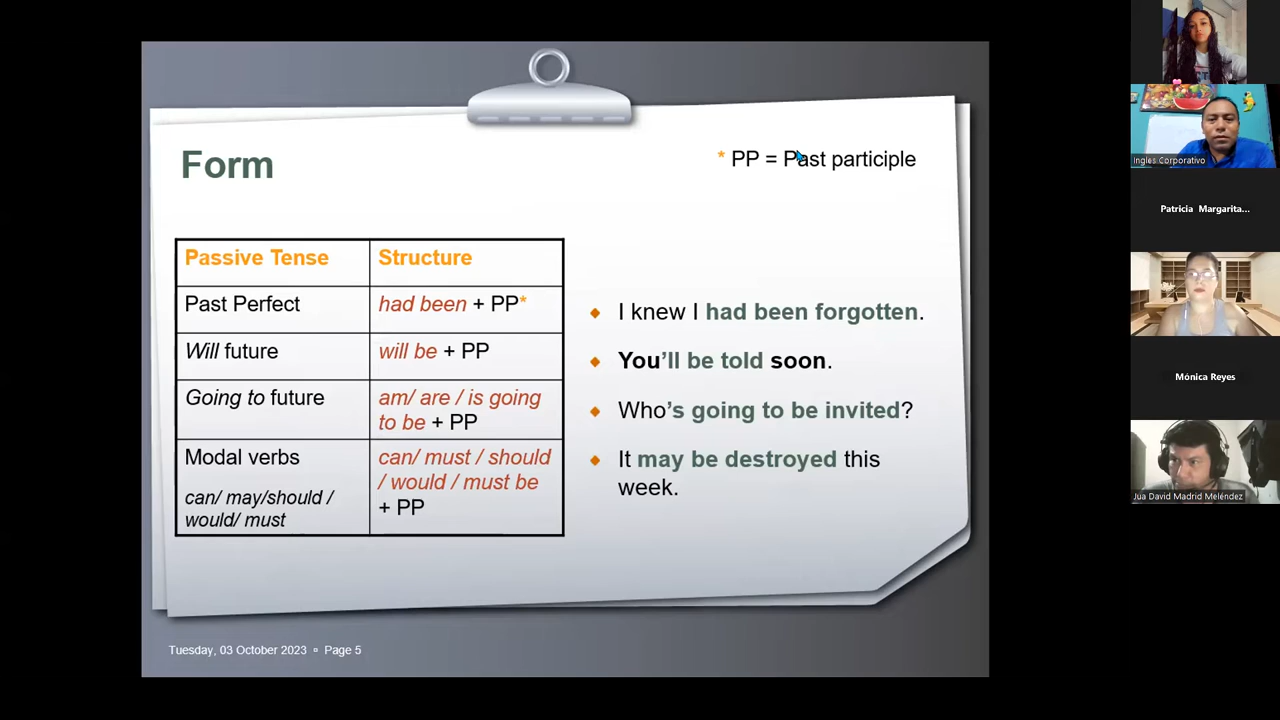 Form
* PP = Past participle
Passive Tense
Structure
Past Perfect
had been + PP*
Will future
will be + PP
Going to future
am/ are / is going
to be + PP
Modal verbs
can/ may/should /
would/ must
can/ must / should
/ would / must be
+ PP
I knew I had been forgotten.
You'll be told soon.
Who's going to be invited?
It may be destroyed this
week.
Tuesday, 03 October 2023 ▫ Page 5
Ingles Corporativo
Patricia Margarita...
Mónica Reyes
Jua David Madrid Meléndez